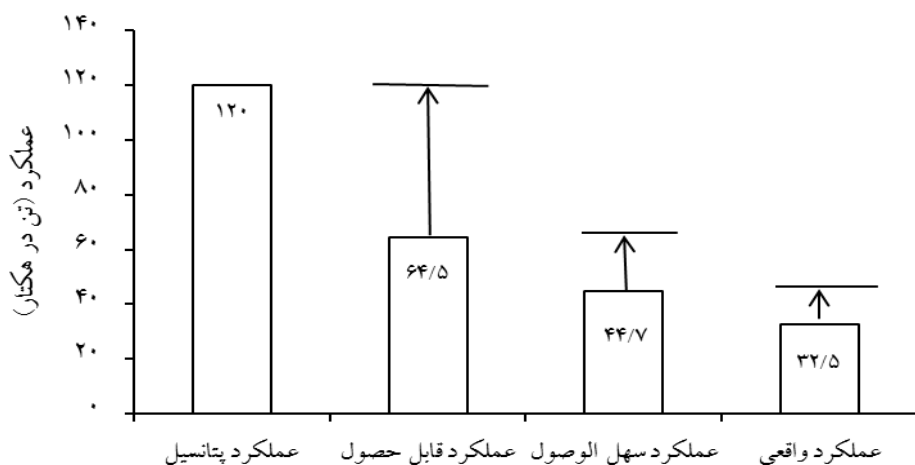 ۱۴۰
۱۲۰
۱۰۰
۸۰
۶۰
۴۰
۲۰
۰
عملکرد (تن در هکتار)
۱۲۰
۶۴/۵
۴۴/۷
۳۲/۵
عملکرد پتانسیل
عملکرد قابل حصول
عملکرد سهل الوصول
عملکرد واقعی